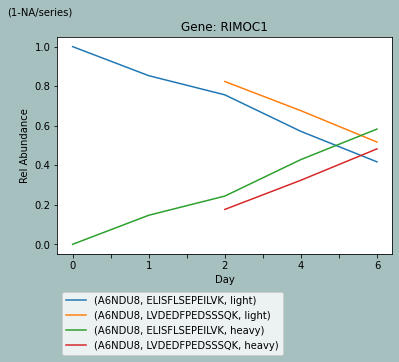 (1-NA/series)
Gene: RIMOC1
1.0
0.8
0.6
0.4
0.2
0.0
Rel Abundance
0 1 2 4 6
Day
(A6NDU8, ELISFLSEPEILVK, light)
(A6NDU8, LVDEDFPEDSSSQK, light)
(A6NDU8, ELISFLSEPEILVK, heavy)
(A6NDU8, LVDEDFPEDSSSQK, heavy)